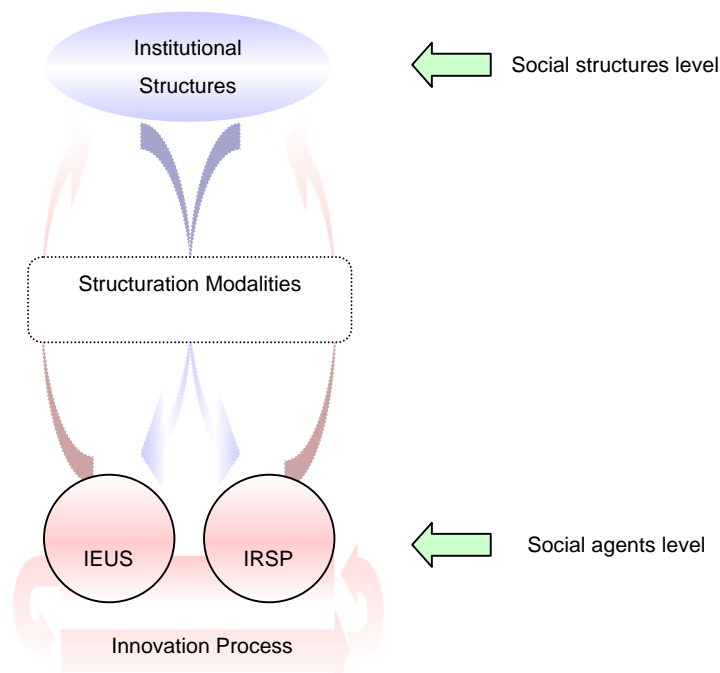 Institutional
Structures
Social structures level
Structuration Modalities
IEUS
IRSP
Social agents level
Innovation Process